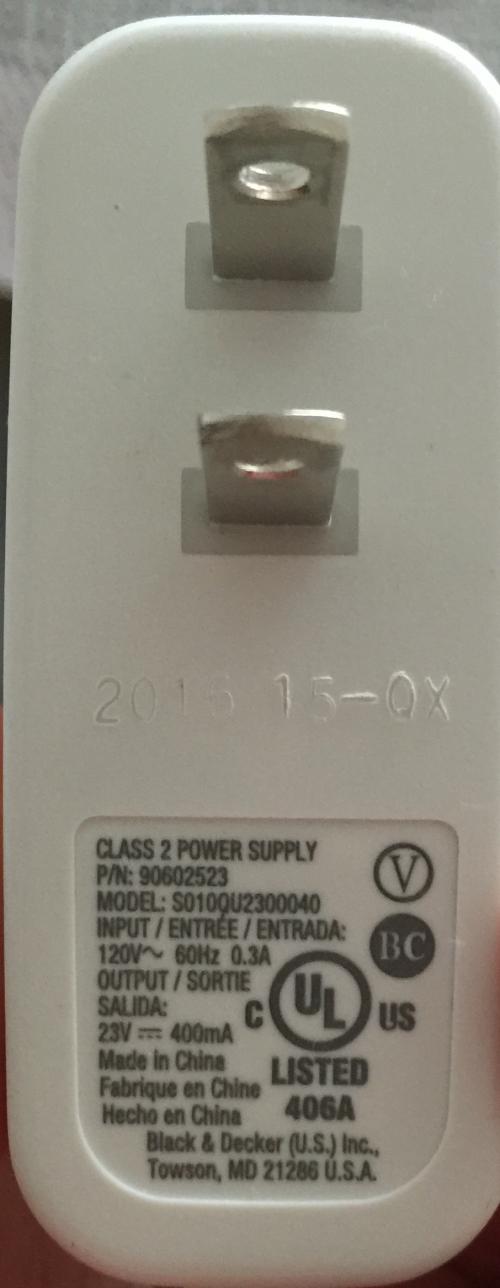 2016 15-QX
CLASS 2 POWER SUPPLY
P/N: 90602523
MODEL: S010QU2300040
INPUT / ENTRÉE / ENTRADA:
120V~ 60Hz 0.3A
OUTPUT / SORTIE
SALIDA:
23V ⎓ 400mA
Made in China
Fabrique en Chine
Hecho en China
Black & Decker (U.S.) Inc.,
Towson, MD 21286 U.S.A.
V
BC
C UL US
LISTED
406A